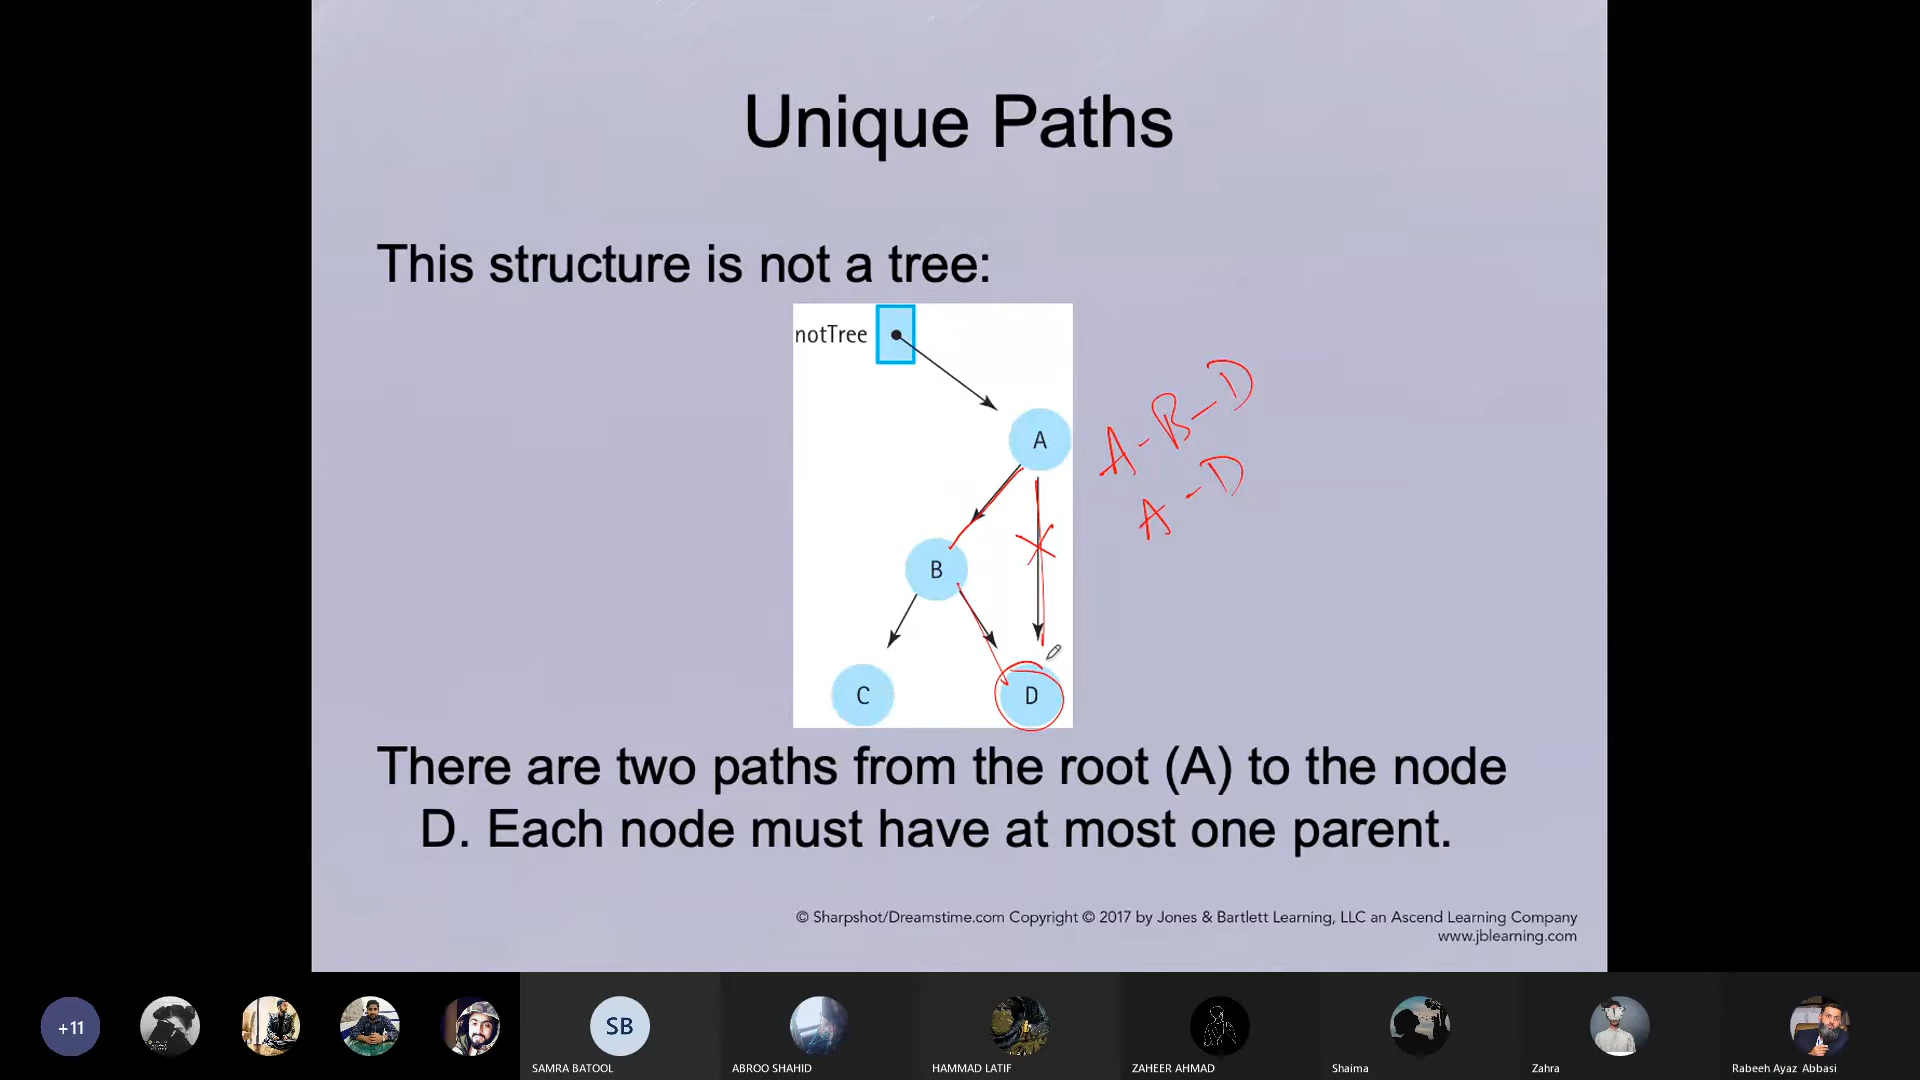 Unique Paths
This structure is not a tree:
notTree
A
A-B-D
A-D
B
C
D
There are two paths from the root (A) to the node
D. Each node must have at most one parent.
© Sharpshot/Dreamstime.com Copyright © 2017 by Jones & Bartlett Learning, LLC an Ascend Learning Company
www.jblearning.com
+11
SB
SAMRA BATOOL
ABROO SHAHID
HAMMAD LATIF
ZAHEER AHMAD
Shaima
Zahra
Rabeeh Ayaz Abbasi